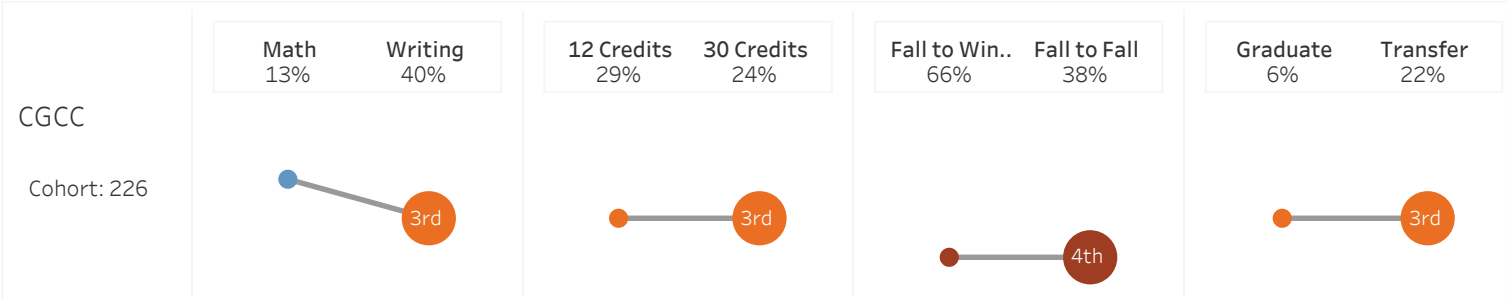 Math Writing
13% 40%
12 Credits 30 Credits
29% 24%
Fall to Win.. Fall to Fall
66% 38%
Graduate Transfer
6% 22%
CGCC
Cohort: 226
3rd
3rd
4th
3rd